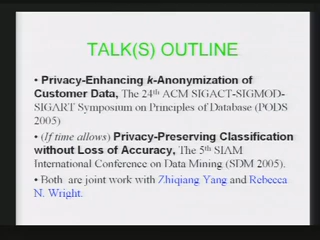 TALK(S) OUTLINE
• Privacy-Enhancing k-Anonymization of
Customer Data, The 24th ACM SIGACT-SIGMOD-
SIGART Symposium on Principles of Database (PODS
2005)
• (If time allows) Privacy-Preserving Classification
without Loss of Accuracy, The 5th SIAM
International Conference on Data Mining (SDM 2005).
• Both are joint work with Zhiqiang Yang and Rebecca
N. Wright.